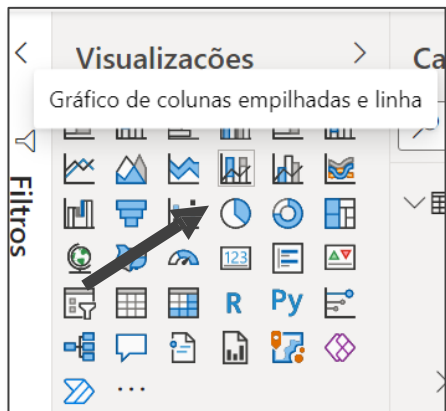 Visualizações
Ca
Gráfico de colunas empilhadas e linha
Filtros
123
R
Py
...